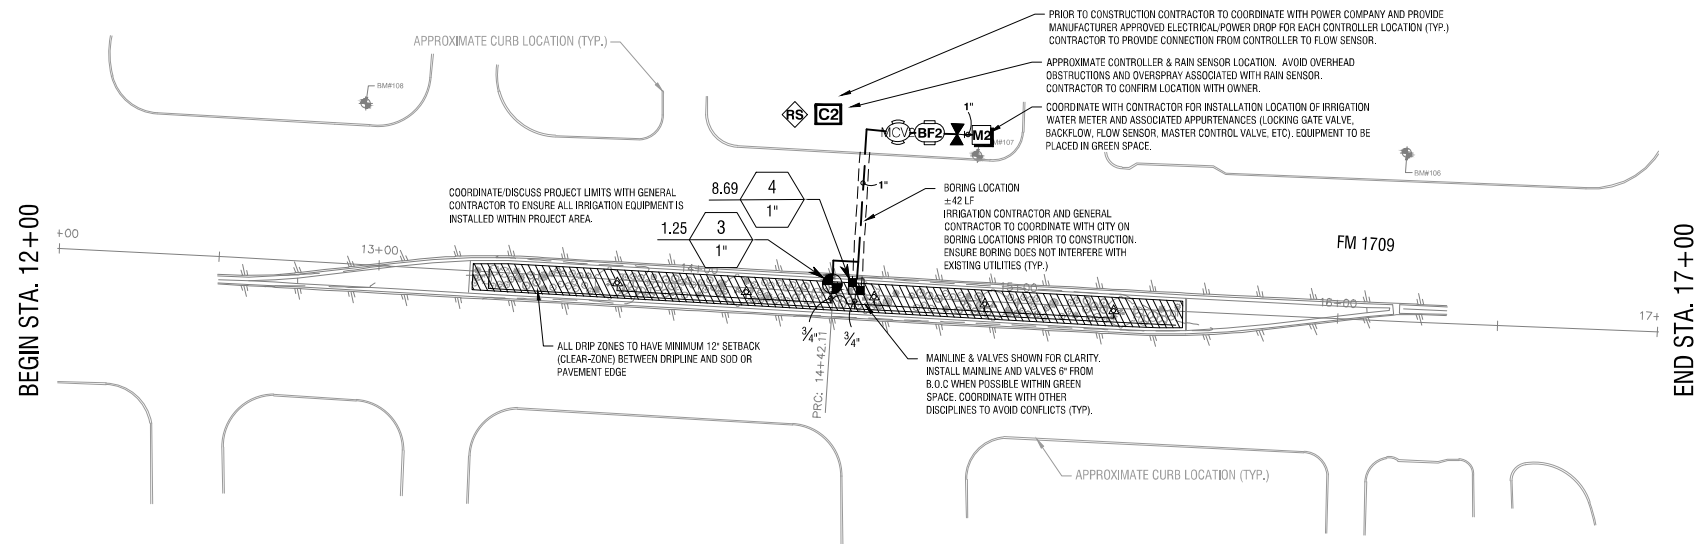 PRIOR TO CONSTRUCTION CONTRACTOR TO COORDINATE WITH POWER COMPANY AND PROVIDE
MANUFACTURER APPROVED ELECTRICAL/POWER DROP FOR EACH CONTROLLER LOCATION (TYP.)
CONTRACTOR TO PROVIDE CONNECTION FROM CONTROLLER TO FLOW SENSOR.
APPROXIMATE CURB LOCATION (TYP.)
APPROXIMATE CONTROLLER & RAIN SENSOR LOCATION. AVOID OVERHEAD
OBSTRUCTIONS AND OVERSPRAY ASSOCIATED WITH RAIN SENSOR.
CONTRACTOR TO CONFIRM LOCATION WITH OWNER.
BM#108
RS
C2
1"
COORDINATE WITH CONTRACTOR FOR INSTALLATION LOCATION OF IRRIGATION
WATER METER AND ASSOCIATED APPURTENANCES (LOCKING GATE VALVE,
BACKFLOW, FLOW SENSOR, MASTER CONTROL VALVE, ETC). EQUIPMENT TO BE
PLACED IN GREEN SPACE.
MCV
BF2
M2
M#107
BM#106
COORDINATE/DISCUSS PROJECT LIMITS WITH GENERAL
CONTRACTOR TO ENSURE ALL IRRIGATION EQUIPMENT IS
INSTALLED WITHIN PROJECT AREA.
8.69
4
1"
1"
1.25
3
1"
BORING LOCATION
±42 LF
IRRIGATION CONTRACTOR AND GENERAL
CONTRACTOR TO COORDINATE WITH CITY ON
BORING LOCATIONS PRIOR TO CONSTRUCTION.
ENSURE BORING DOES NOT INTERFERE WITH
EXISTING UTILITIES (TYP.)
FM 1709
BEGIN STA. 12+00
END STA. 17+00
+00
13+00
14+00
15+00
16+00
17+
3/4"
3/4"
PRC: 14+42.11
ALL DRIP ZONES TO HAVE MINIMUM 12" SETBACK
(CLEAR-ZONE) BETWEEN DRIPLINE AND SOD OR
PAVEMENT EDGE
MAINLINE & VALVES SHOWN FOR CLARITY.
INSTALL MAINLINE AND VALVES 6" FROM
B.O.C WHEN POSSIBLE WITHIN GREEN
SPACE. COORDINATE WITH OTHER
DISCIPLINES TO AVOID CONFLICTS (TYP).
APPROXIMATE CURB LOCATION (TYP.)